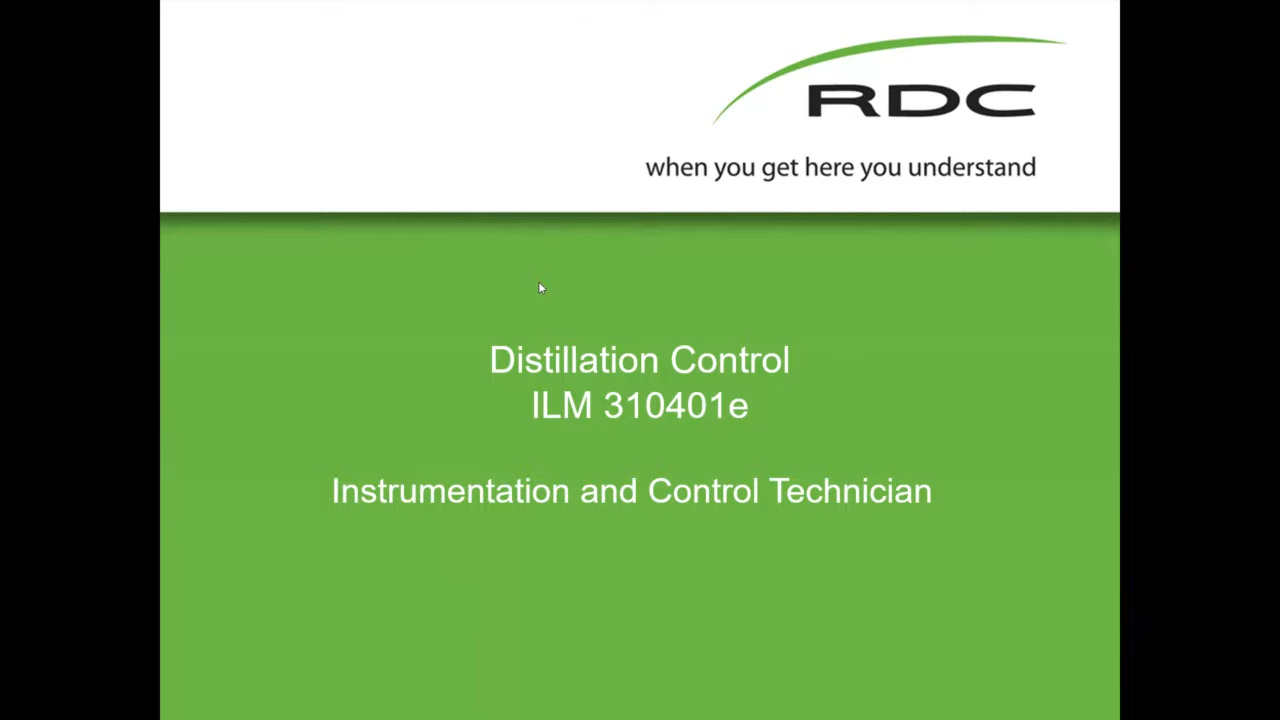 RDC
when you get here you understand
Distillation Control
ILM 310401e
Instrumentation and Control Technician